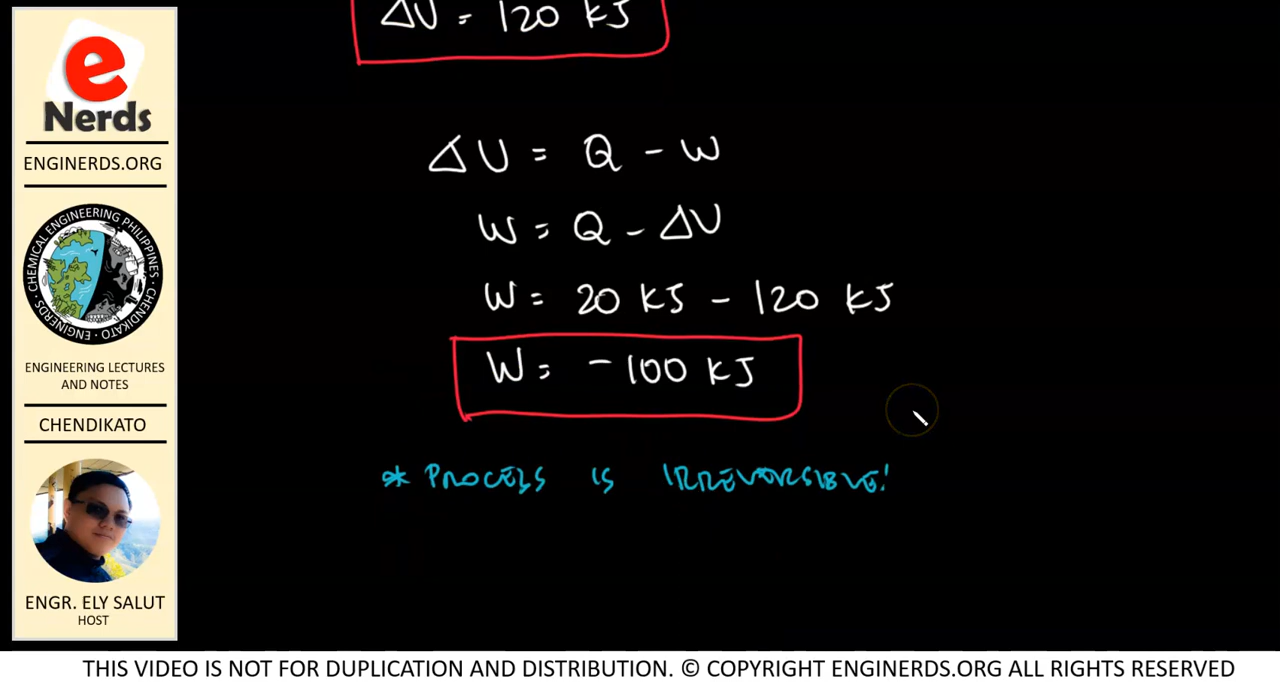 ΔU = 120 KJ
e
Nerds
ENGINERDS.ORG
CHEMICAL ENGINEERING PHILIPPINES • CHENDIKATO • ENGINERDS •
ENGINEERING LECTURES
AND NOTES
CHENDIKATO
ENGR. ELY SALUT
HOST
ΔU = Q - W
W = Q - ΔU
W = 20 KJ - 120 KJ
W = -100 KJ
* PROCESS IS IRREVERSIBLE!
THIS VIDEO IS NOT FOR DUPLICATION AND DISTRIBUTION. © COPYRIGHT ENGINERDS.ORG ALL RIGHTS RESERVED